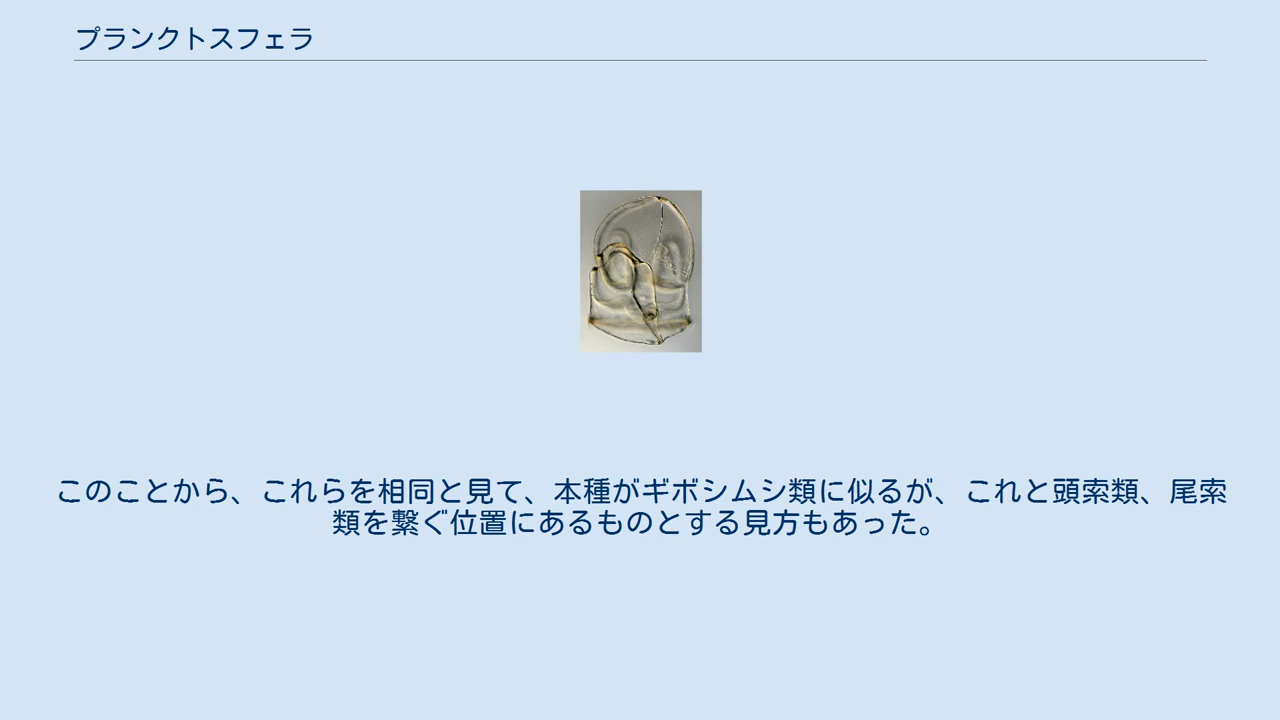 プランクトスフェラ
このことから、これらを相同と見て、本種がギボシムシ類に似るが、これと頭索類、尾索
類を繋ぐ位置にあるものとする見方もあった。